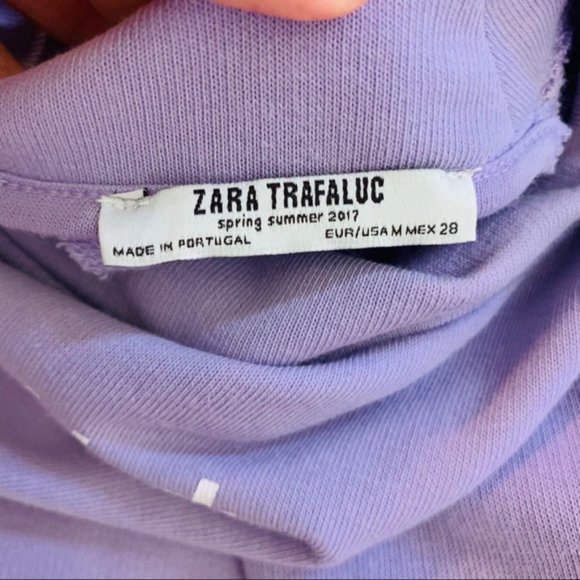 ZARA TRAFALUC
spring summer 2017
MADE IN PORTUGAL EUR/USA M MEX 28